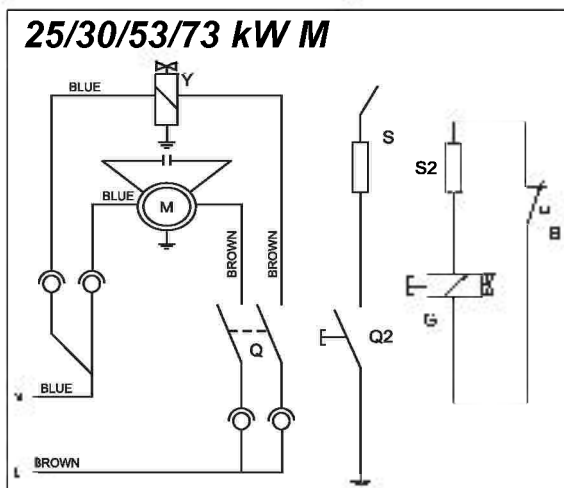 25/30/53/73 kW M
BLUE
Y
BLUE
M
BROWN
BROWN
Q
BLUE
BROWN
S
Q2
S2
G